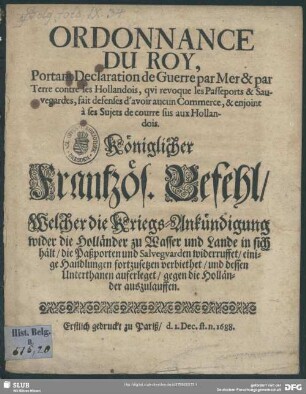 ORDONNANCE
DU ROY,
Portant Declaration de Guerre par Mer & par
Terre contre les Hollandois, qvi revoque les Passeports & Sau-
vegardes, fait defenses d'avoir aucun Commerce, & enjoint
à ses Sujets de courre sus aux Hollan-
dois.
Königlicher
Frantzös. Befehl/
Welcher die Kriegs-Ankündigung
wider die Holländer zu Wasser und Lande in sich
hält/ die Paßporten und Salvegvarden widerruffet/ eini-
ge Handlungen fortzusetzen verbiethet/ und dessen
Unterthanen aufferleget/ gegen die Hollän-
der auszulauffen.
Erstlich gedruckt zu Pariß/ d. 1. Dec. st. n. 1688.
Hist. Belg.
B.
SLUB